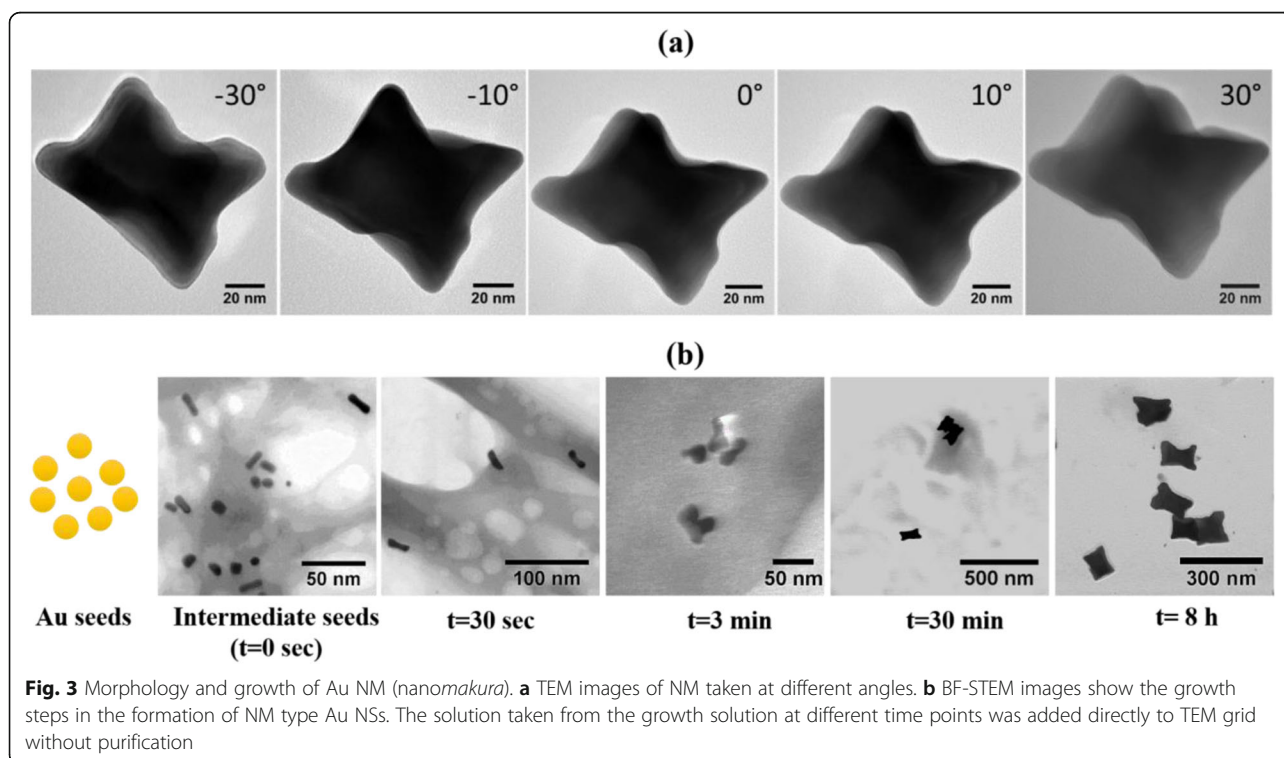 (a)
-30° -10° 0° 10° 30°
20 nm 20 nm 20 nm 20 nm 20 nm
(b)
50 nm 100 nm 50 nm 500 nm 300 nm
Au seeds Intermediate seeds t=30 sec t=3 min t=30 min t= 8 h
(t=0 sec)
Fig. 3 Morphology and growth of Au NM (nanomakura). a TEM images of NM taken at different angles. b BF-STEM images show the growth
steps in the formation of NM type Au NSs. The solution taken from the growth solution at different time points was added directly to TEM grid
without purification